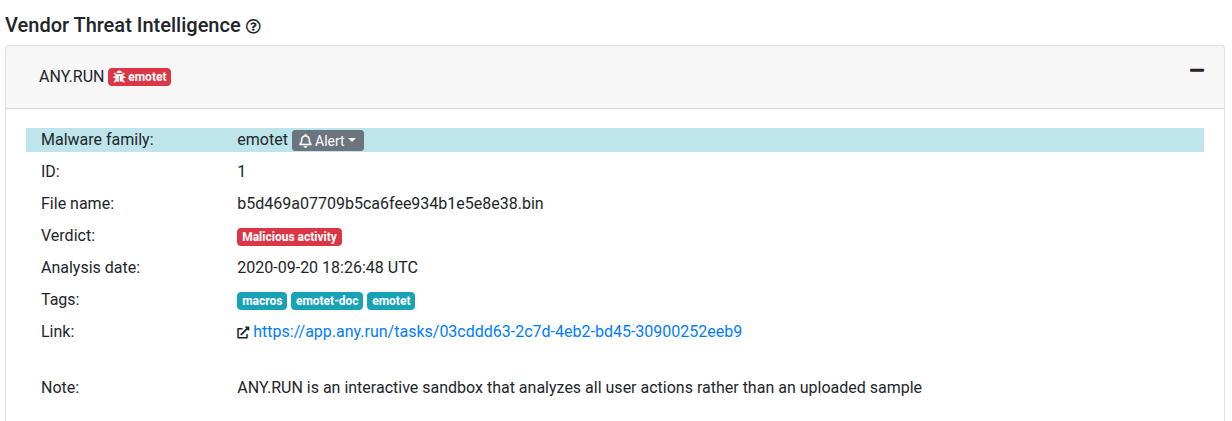 Vendor Threat Intelligence
ANY.RUN emotet
Malware family: emotet Alert
ID: 1
File name: b5d469a07709b5ca6fee934b1e5e8e38.bin
Verdict: Malicious activity
Analysis date: 2020-09-20 18:26:48 UTC
Tags: macros emotet-doc emotet
Link: https://app.any.run/tasks/03cddd63-2c7d-4eb2-bd45-30900252eeb9
Note: ANY.RUN is an interactive sandbox that analyzes all user actions rather than an uploaded sample